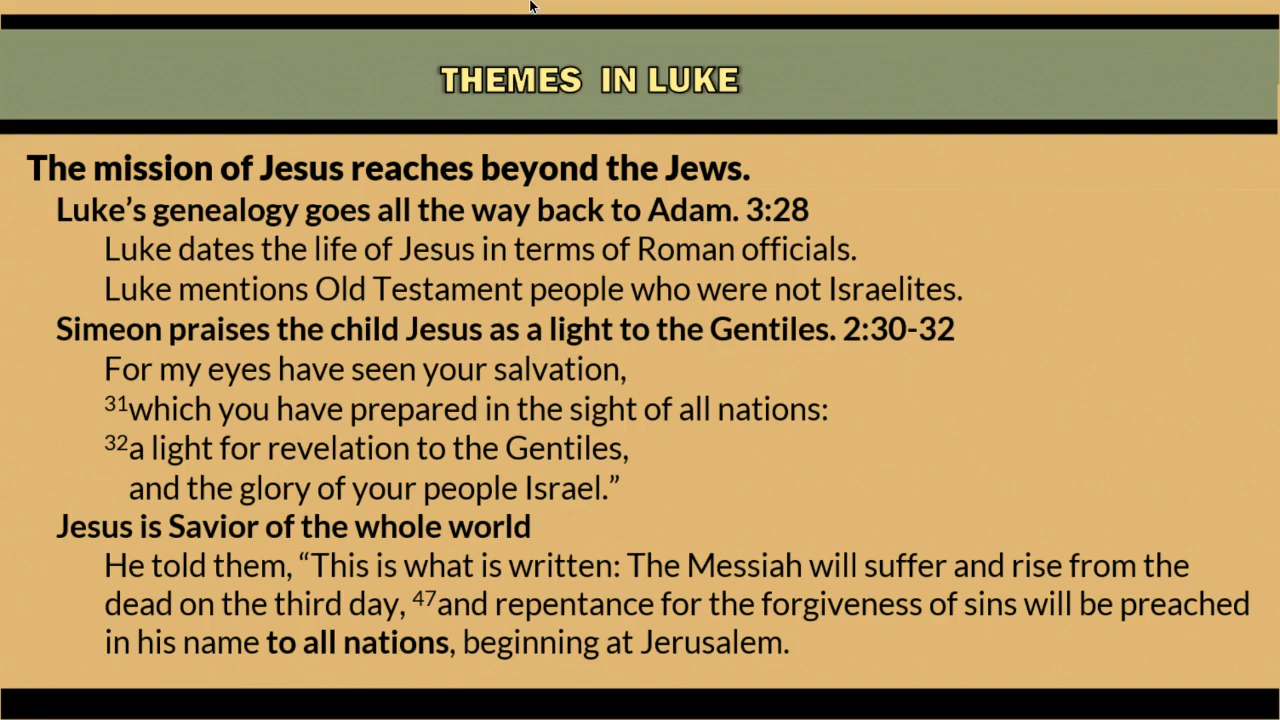 THEMES IN LUKE
The mission of Jesus reaches beyond the Jews.
Luke’s genealogy goes all the way back to Adam. 3:28
Luke dates the life of Jesus in terms of Roman officials.
Luke mentions Old Testament people who were not Israelites.
Simeon praises the child Jesus as a light to the Gentiles. 2:30-32
For my eyes have seen your salvation,
31which you have prepared in the sight of all nations:
32a light for revelation to the Gentiles,
and the glory of your people Israel.”
Jesus is Savior of the whole world
He told them, “This is what is written: The Messiah will suffer and rise from the
dead on the third day, 47and repentance for the forgiveness of sins will be preached
in his name to all nations, beginning at Jerusalem.